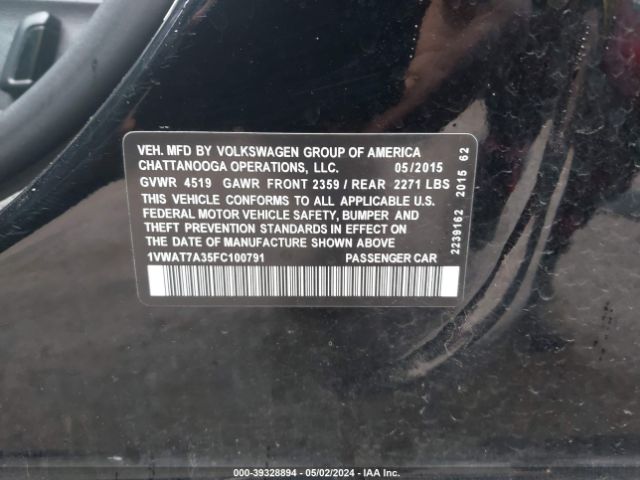 VEH. MFD BY VOLKSWAGEN GROUP OF AMERICA
CHATTANOOGA OPERATIONS, LLC. 05/2015
GVWR 4519 GAWR FRONT 2359 / REAR 2271 LBS
THIS VEHICLE CONFORMS TO ALL APPLICABLE U.S.
FEDERAL MOTOR VEHICLE SAFETY, BUMPER AND
THEFT PREVENTION STANDARDS IN EFFECT ON
THE DATE OF MANUFACTURE SHOWN ABOVE
1VWAT7A35FC100791 PASSENGER CAR
2239162 2015 62
000-39328894 - 05/02/2024 - IAA Inc.